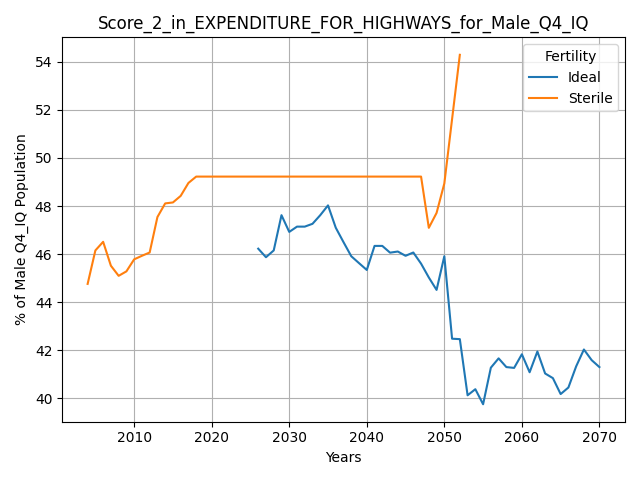 Score_2_in_EXPENDITURE_FOR_HIGHWAYS_for_Male_Q4_IQ
Fertility
Ideal
Sterile
% of Male Q4_IQ Population
54
52
50
48
46
44
42
40
2010 2020 2030 2040 2050 2060 2070
Years